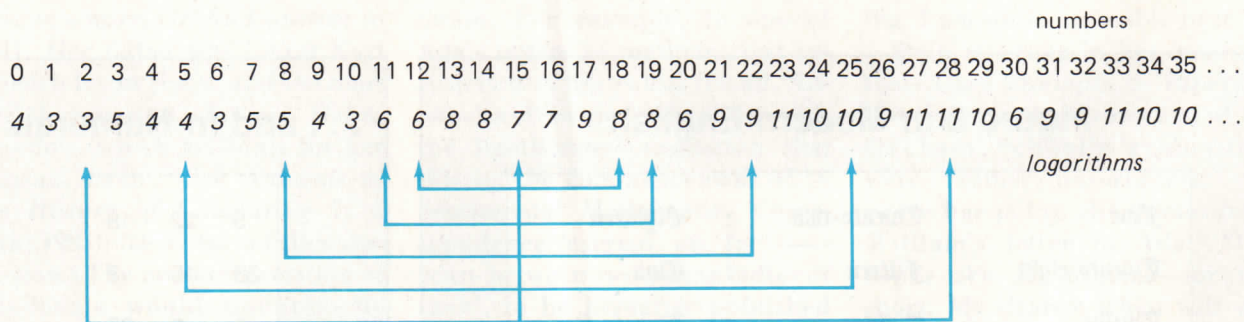 numbers
0 1 2 3 4 5 6 7 8 9 10 11 12 13 14 15 16 17 18 19 20 21 22 23 24 25 26 27 28 29 30 31 32 33 34 35 ...
4 3 3 5 4 4 3 5 5 4 3 6 6 8 8 7 7 9 8 8 6 9 9 11 10 10 9 11 11 10 6 9 9 11 10 10 ...
logorithms